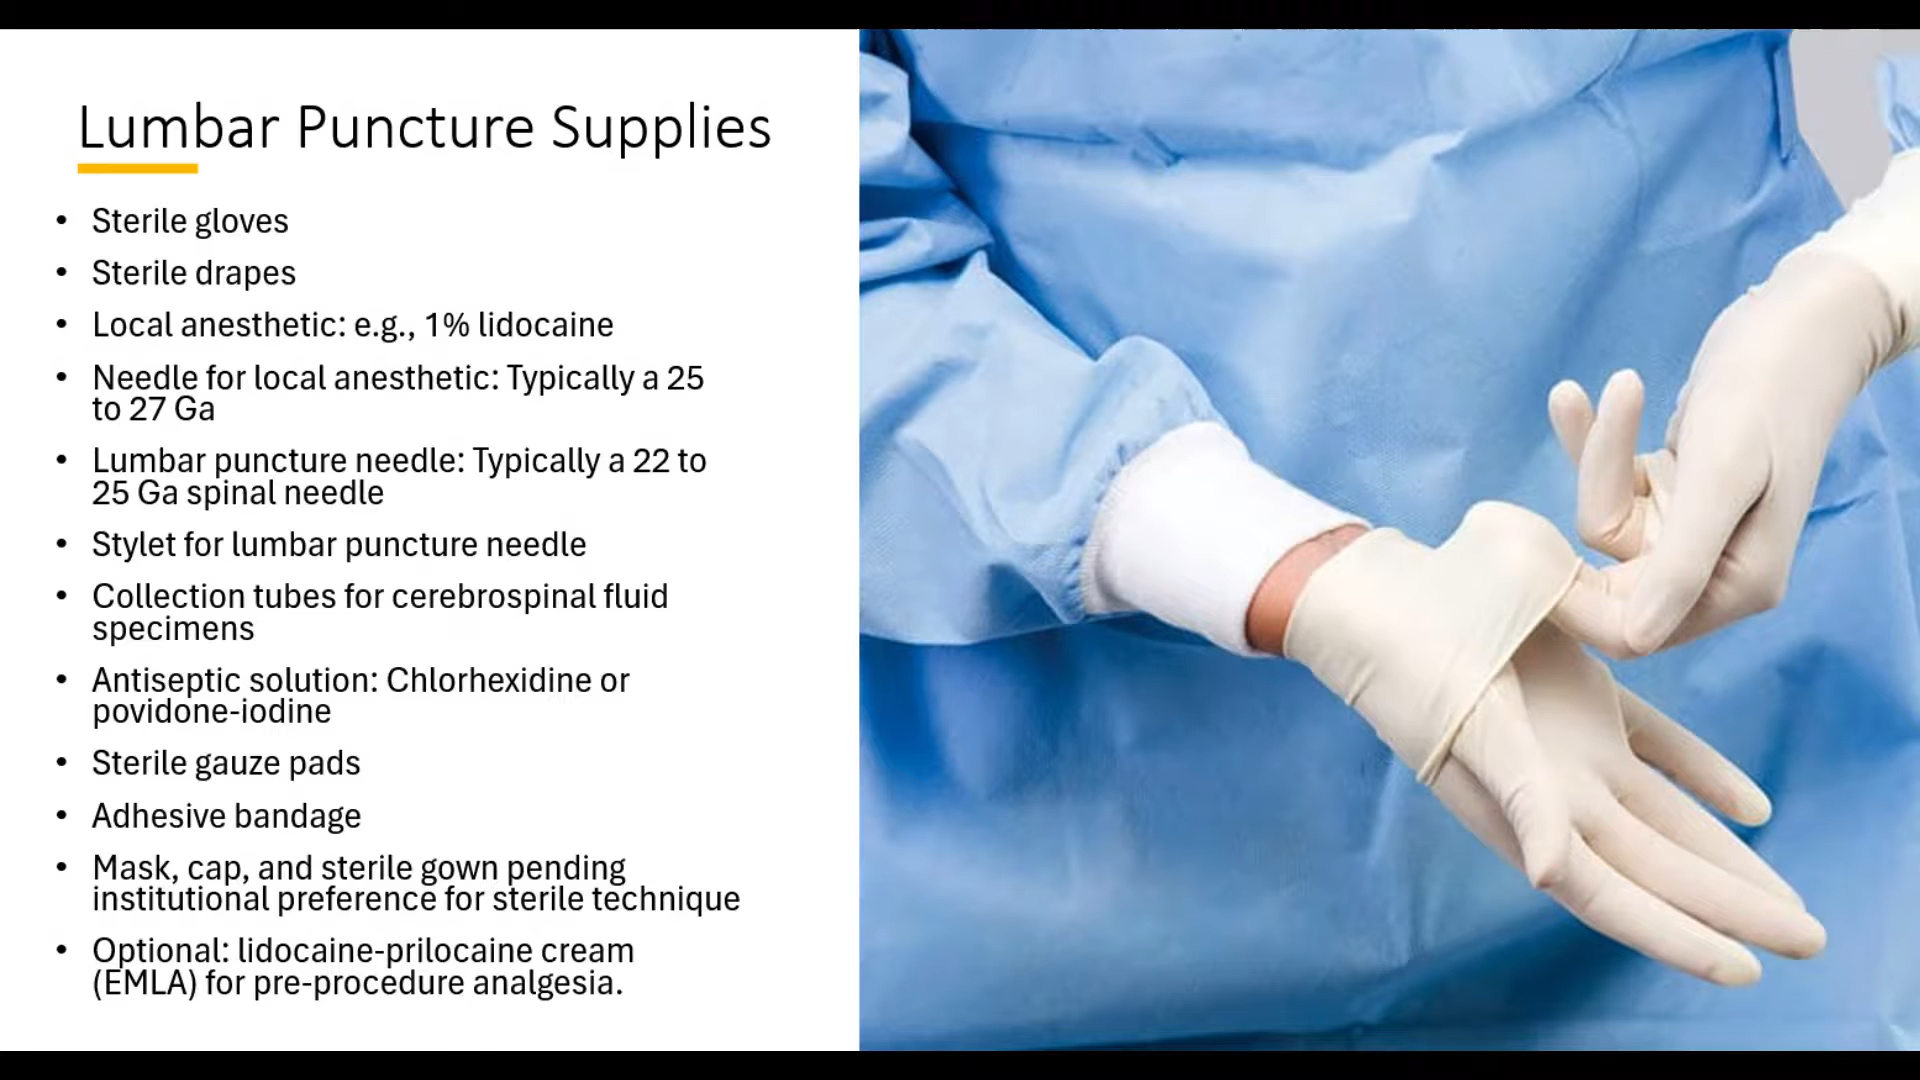 Lumbar Puncture Supplies
• Sterile gloves
• Sterile drapes
• Local anesthetic: e.g., 1% lidocaine
• Needle for local anesthetic: Typically a 25
to 27 Ga
• Lumbar puncture needle: Typically a 22 to
25 Ga spinal needle
• Stylet for lumbar puncture needle
• Collection tubes for cerebrospinal fluid
specimens
• Antiseptic solution: Chlorhexidine or
povidone-iodine
• Sterile gauze pads
• Adhesive bandage
• Mask, cap, and sterile gown pending
institutional preference for sterile technique
• Optional: lidocaine-prilocaine cream
(EMLA) for pre-procedure analgesia.